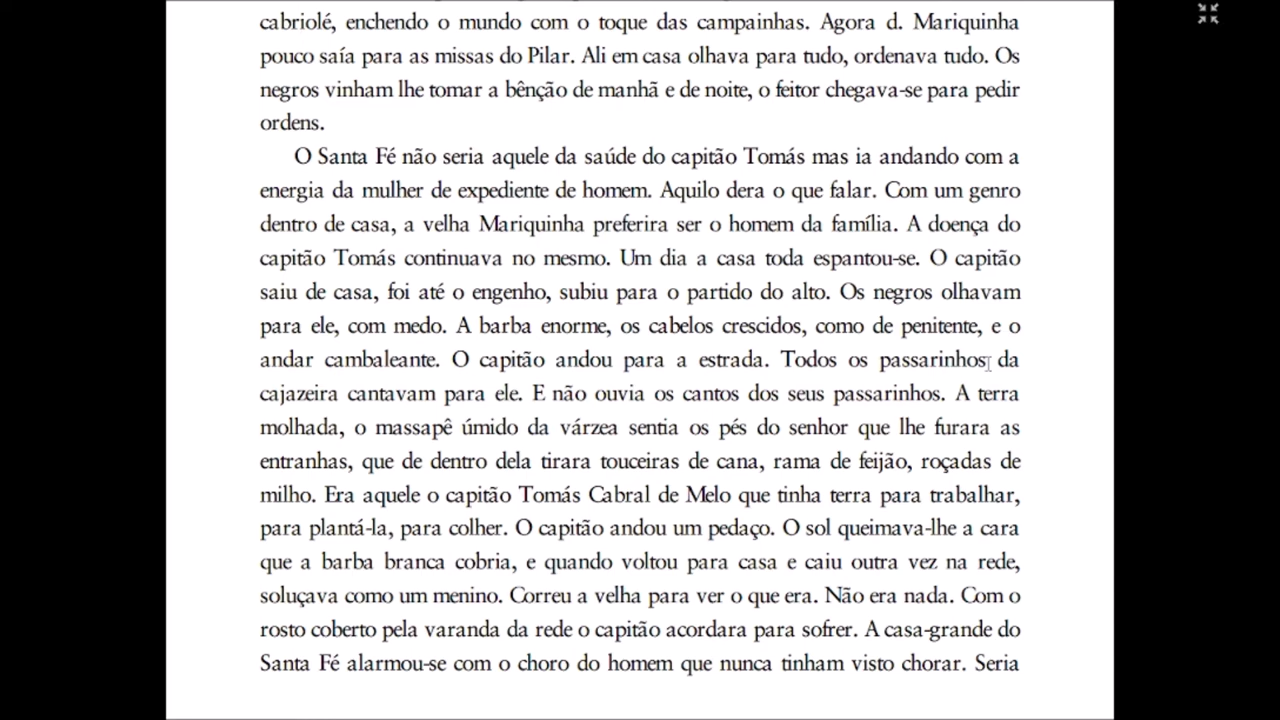 cabriolé, enchendo o mundo com o toque das campainhas. Agora d. Mariquinha
pouco saía para as missas do Pilar. Ali em casa olhava para tudo, ordenava tudo. Os
negros vinham lhe tomar a bênção de manhã e de noite, o feitor chegava-se para pedir
ordens.
O Santa Fé não seria aquele da saúde do capitão Tomás mas ia andando com a
energia da mulher de expediente de homem. Aquilo dera o que falar. Com um genro
dentro de casa, a velha Mariquinha preferira ser o homem da família. A doença do
capitão Tomás continuava no mesmo. Um dia a casa toda espantou-se. O capitão
saiu de casa, foi até o engenho, subiu para o partido do alto. Os negros olhavam
para ele, com medo. A barba enorme, os cabelos crescidos, como de penitente, e o
andar cambaleante. O capitão andou para a estrada. Todos os passarinhos da
cajazeira cantavam para ele. E não ouvia os cantos dos seus passarinhos. A terra
molhada, o massapê úmido da várzea sentia os pés do senhor que lhe furara as
entranhas, que de dentro dela tirara touceiras de cana, rama de feijão, roçadas de
milho. Era aquele o capitão Tomás Cabral de Melo que tinha terra para trabalhar,
para plantá-la, para colher. O capitão andou um pedaço. O sol queimava-lhe a cara
que a barba branca cobria, e quando voltou para casa e caiu outra vez na rede,
soluçava como um menino. Correu a velha para ver o que era. Não era nada. Com o
rosto coberto pela varanda da rede o capitão acordara para sofrer. A casa-grande do
Santa Fé alarmou-se com o choro do homem que nunca tinham visto chorar. Seria